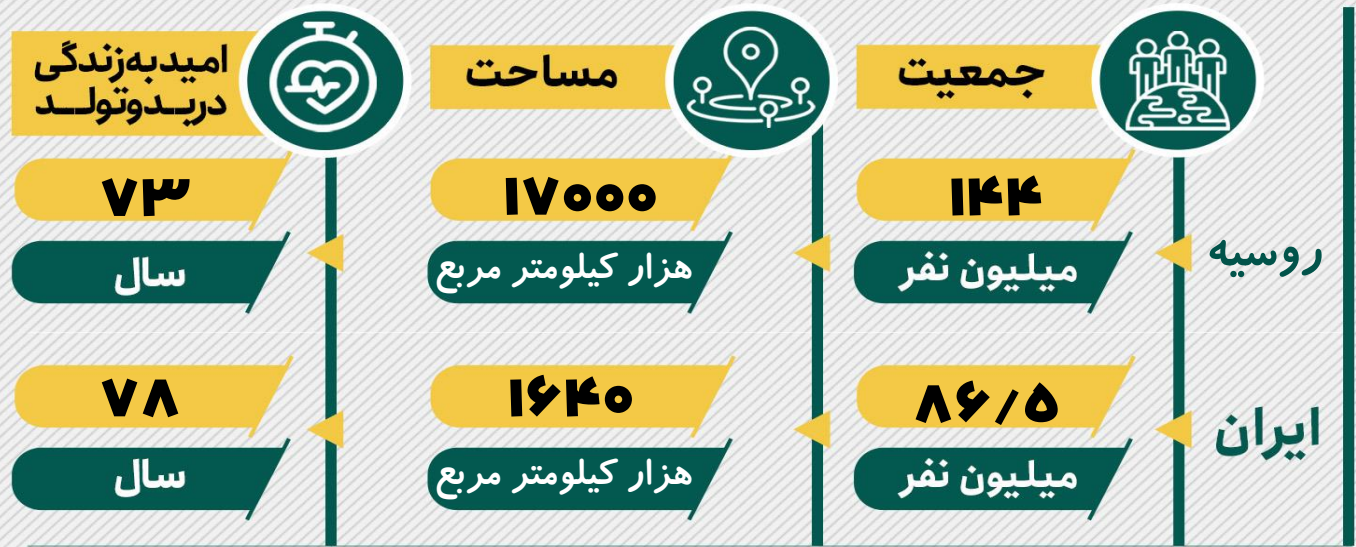 جمعیت
مساحت
امیدبه‌زندگی
دربــدوتولــد
روسیه
۱۴۴
میلیون نفر
۱۷۰۰۰
هزار کیلومتر مربع
۷۳
سال
ایران
۸۶/۵
میلیون نفر
۱۶۴۰
هزار کیلومتر مربع
۷۸
سال